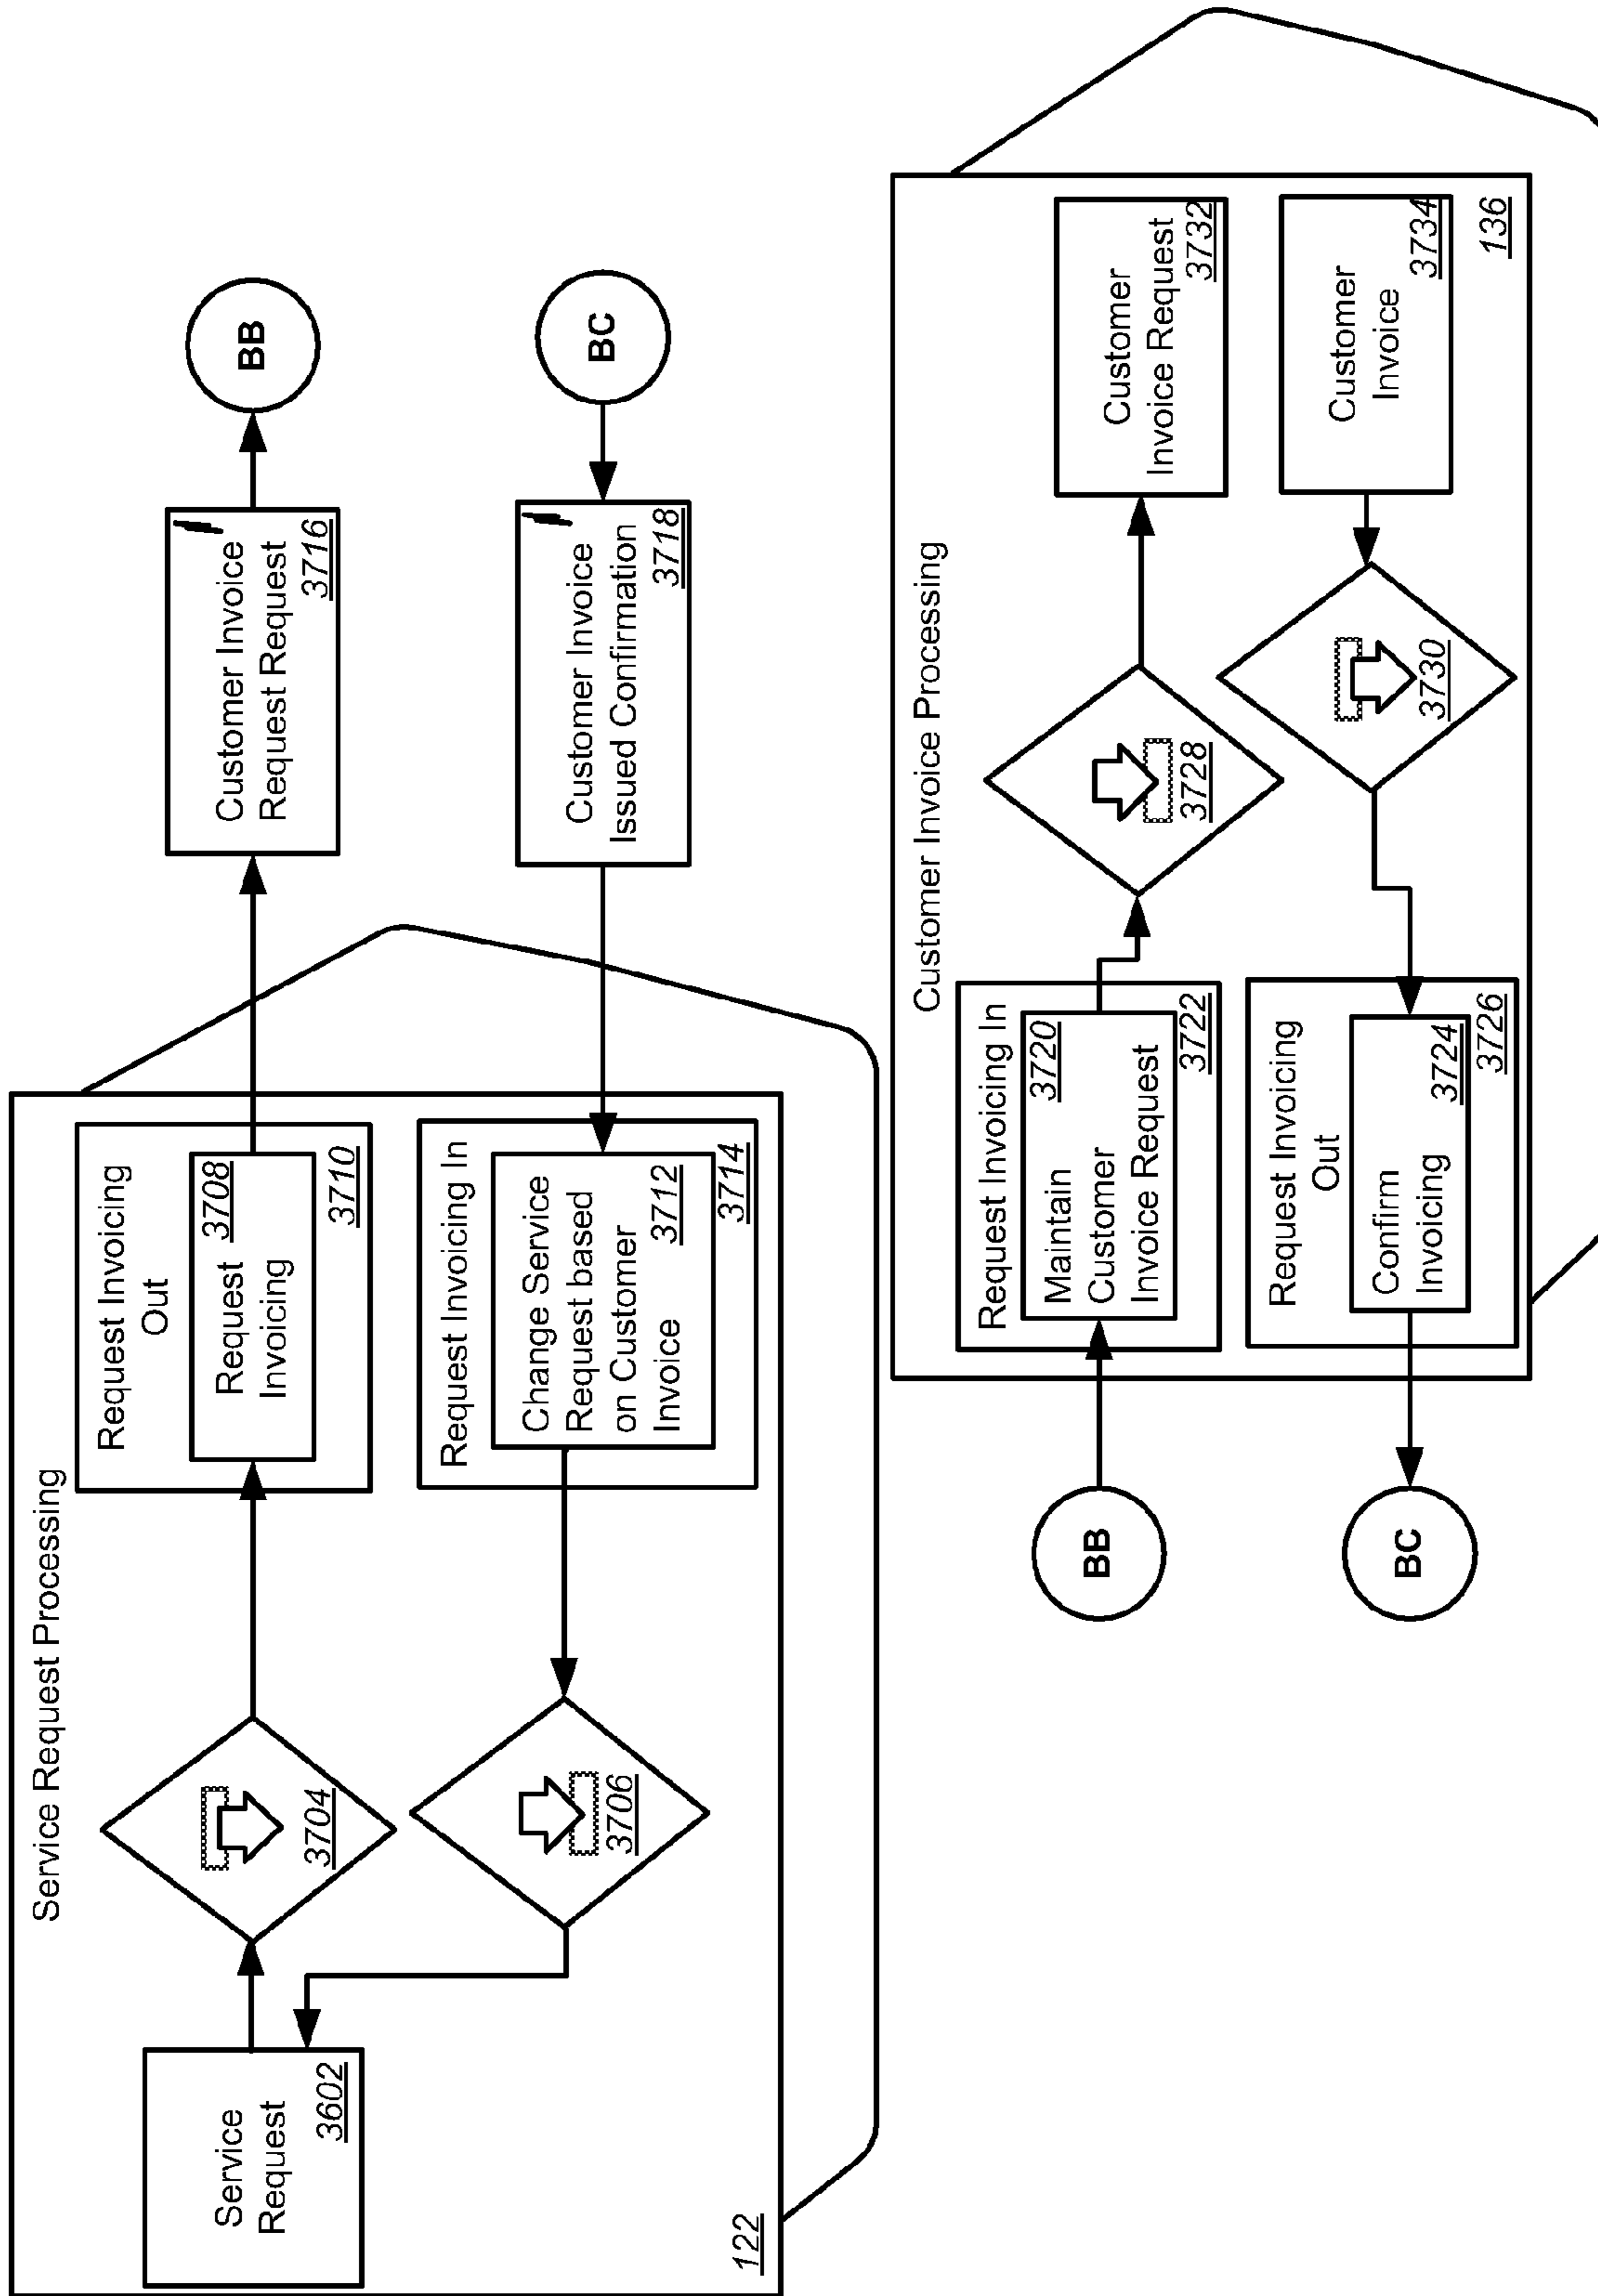 Service Request Processing
Service
Request
3602
3704
3706
Request Invoicing
Out
Request
Invoicing
3708
3710
Request Invoicing In
Change Service
Request based
on Customer
Invoice
3712
3714
Customer Invoice
Request Request
3716
BB
Customer Invoice
Issued Confirmation
3718
BC
122
Customer Invoice Processing
BB
Request Invoicing In
Maintain
Customer
Invoice Request
3720
3722
3728
Customer
Invoice Request
3732
BC
Request Invoicing
Out
Confirm
Invoicing
3724
3726
3730
Customer
Invoice
3734
136